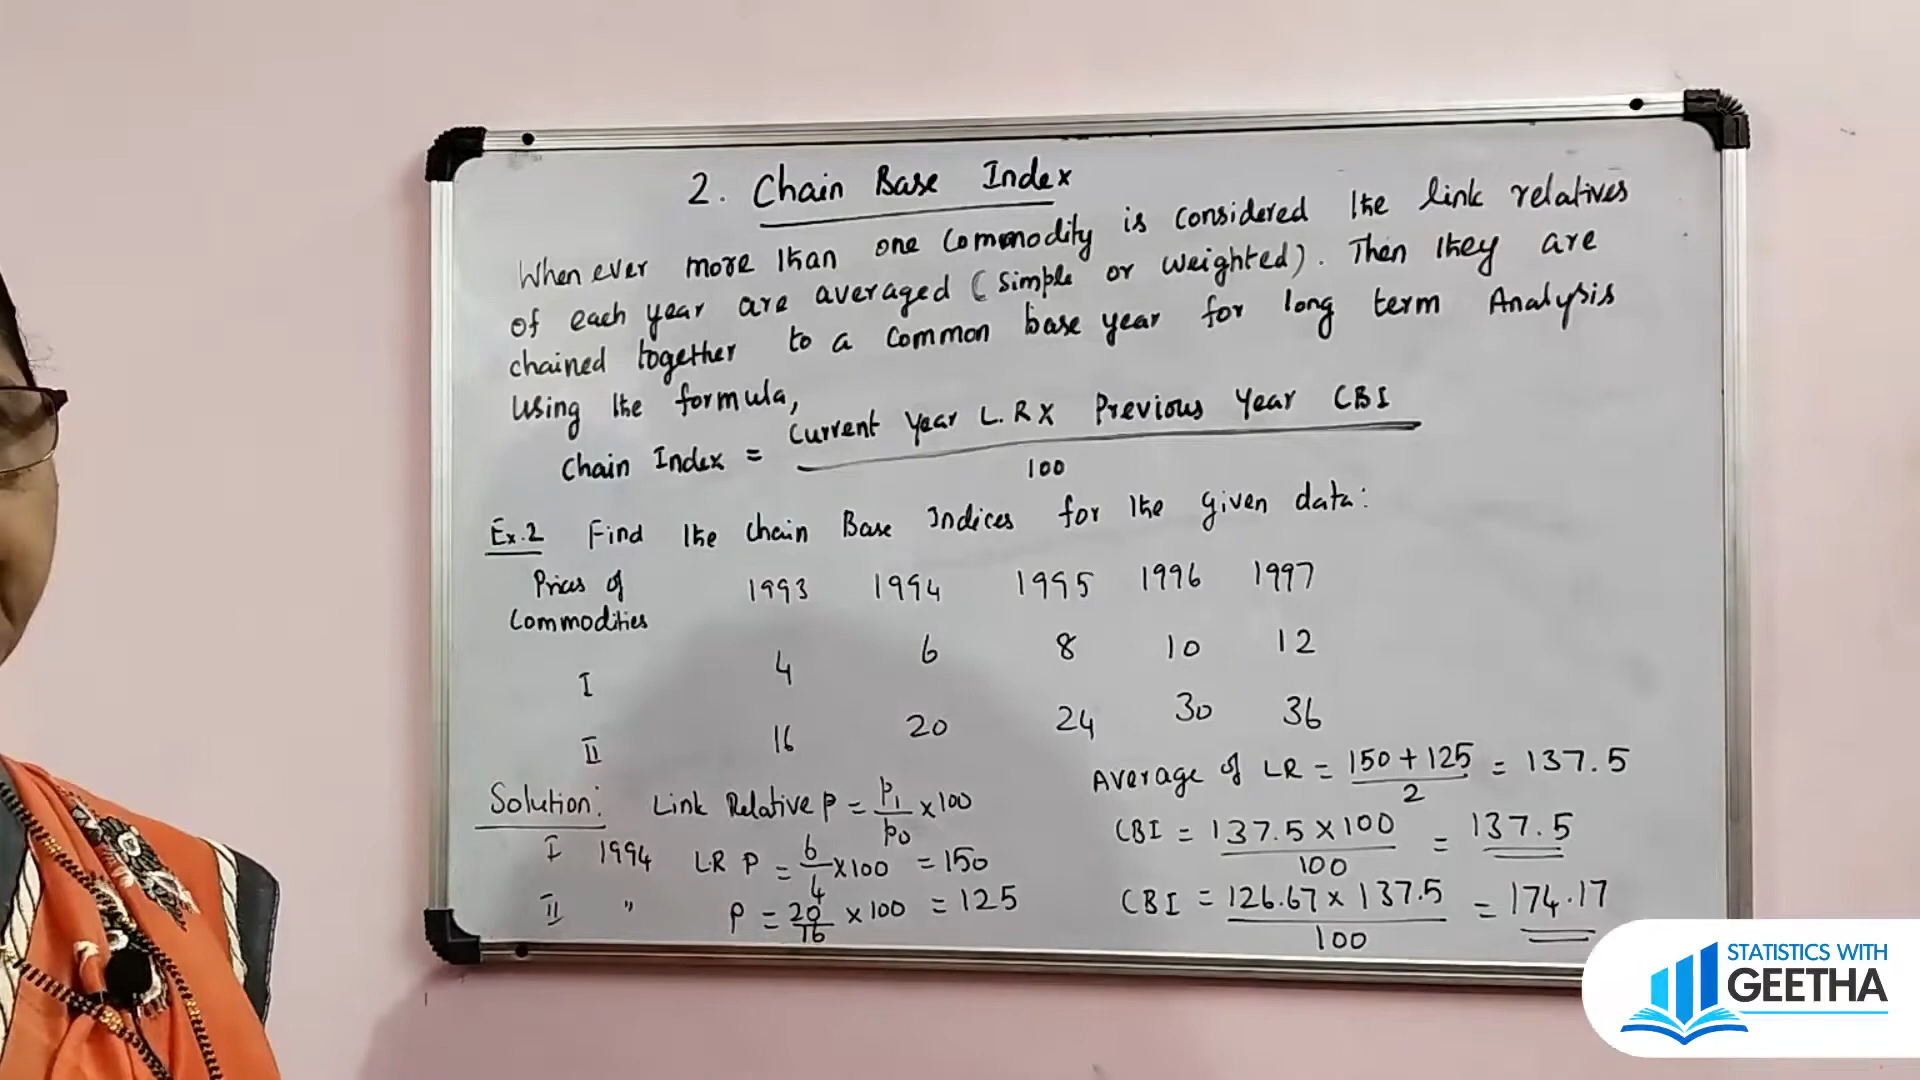 2. Chain Base Index
When ever more than one Commodity is considered the link relatives
of each year are averaged (simple or weighted). Then they are
chained together to a common base year for long term Analysis
Using the formula,
Chain Index = Current Year L.R X Previous Year CBI / 100
Ex.2 Find the Chain Base Indices for the given data:
Prices of Commodities 1993 1994 1995 1996 1997
I 4 6 8 10 12
II 16 20 24 30 36
Solution: Link Relative P = p1/p0 x 100
I 1994 LR P = 6/4 x 100 = 150
II " P = 20/16 x 100 = 125
Average of LR = 150 + 125 / 2 = 137.5
CBI = 137.5 x 100 / 100 = 137.5
CBI = 126.67 x 137.5 / 100 = 174.17
STATISTICS WITH
GEETHA